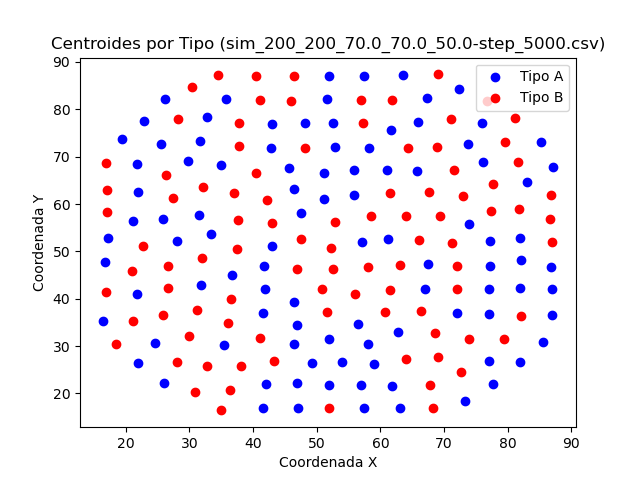 Centroides por Tipo (sim_200_200_70.0_70.0_50.0-step_5000.csv)
Tipo A
Tipo B
90
80
70
60
50
40
30
20
Coordenada Y
20 30 40 50 60 70 80 90
Coordenada X